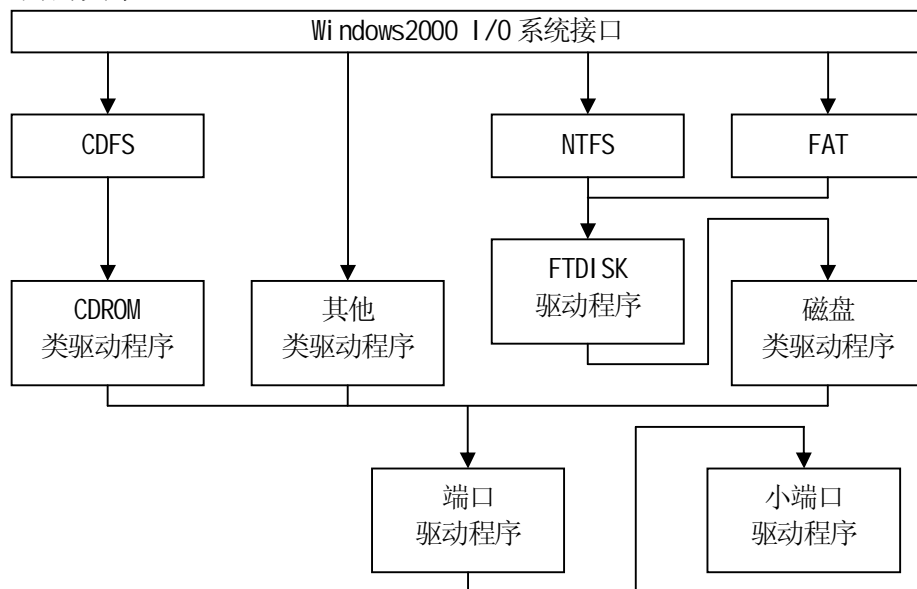 Windows2000 I/O 系统接口
CDFS
NTFS
FAT
FTDISK
驱动程序
CDROM
类驱动程序
其他
类驱动程序
磁盘
类驱动程序
端口
驱动程序
小端口
驱动程序